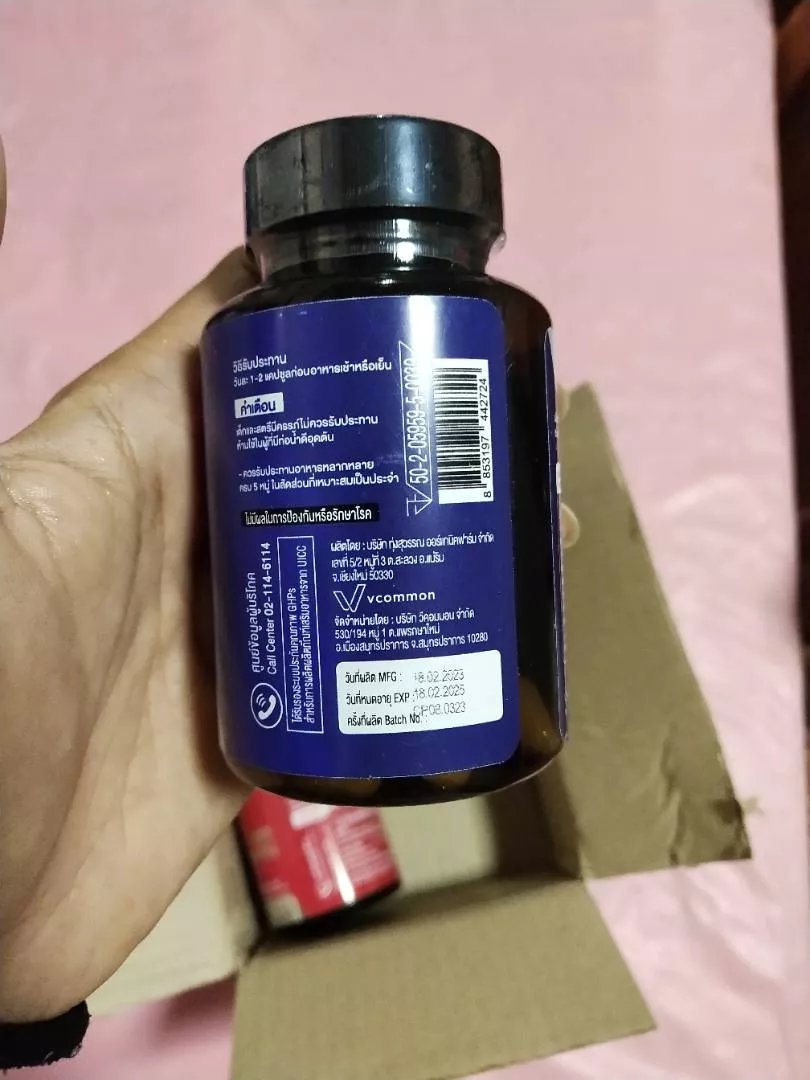 วิธีรับประทาน
วันละ 1-2 แคปซูลก่อนอาหารเช้าหรือเย็น
คำเตือน
เด็กและสตรีมีครรภ์ไม่ควรรับประทาน
ห้ามใช้ในผู้ที่มีท่อน้ำดีอุดตัน
-ควรรับประทานอาหารหลากหลาย
ครบ 5 หมู่ ในสัดส่วนที่เหมาะสมเป็นประจำ
ไม่มีผลในการป้องกันหรือรักษาโรค
50-2-05959-5-0039
8 853197 442724
ศูนย์ข้อมูลผู้บริโภค
Call Center 02-114-6114
ได้รับรองระบบประกันคุณภาพ GHPs
สำหรับการผลิตผลิตภัณฑ์เสริมอาหารจาก UICC
ผลิตโดย : บริษัท ทุ่งสุวรรณ ออร์แกนิคฟาร์ม จำกัด
เลขที่ 5/2 หมู่ที่ 3 ต.สะลวง อ.แม่ริม
จ.เชียงใหม่ 50330
vcommon
จัดจำหน่ายโดย : บริษัท วีคอมมอน จำกัด
530/194 หมู่ 1 ต.แพรกษาใหม่
อ.เมืองสมุทรปราการ จ.สมุทรปราการ 10280
วันที่ผลิต MFG : 18.02.2023
วันที่หมดอายุ EXP : 18.02.2025
ครั้งที่ผลิต Batch No. :